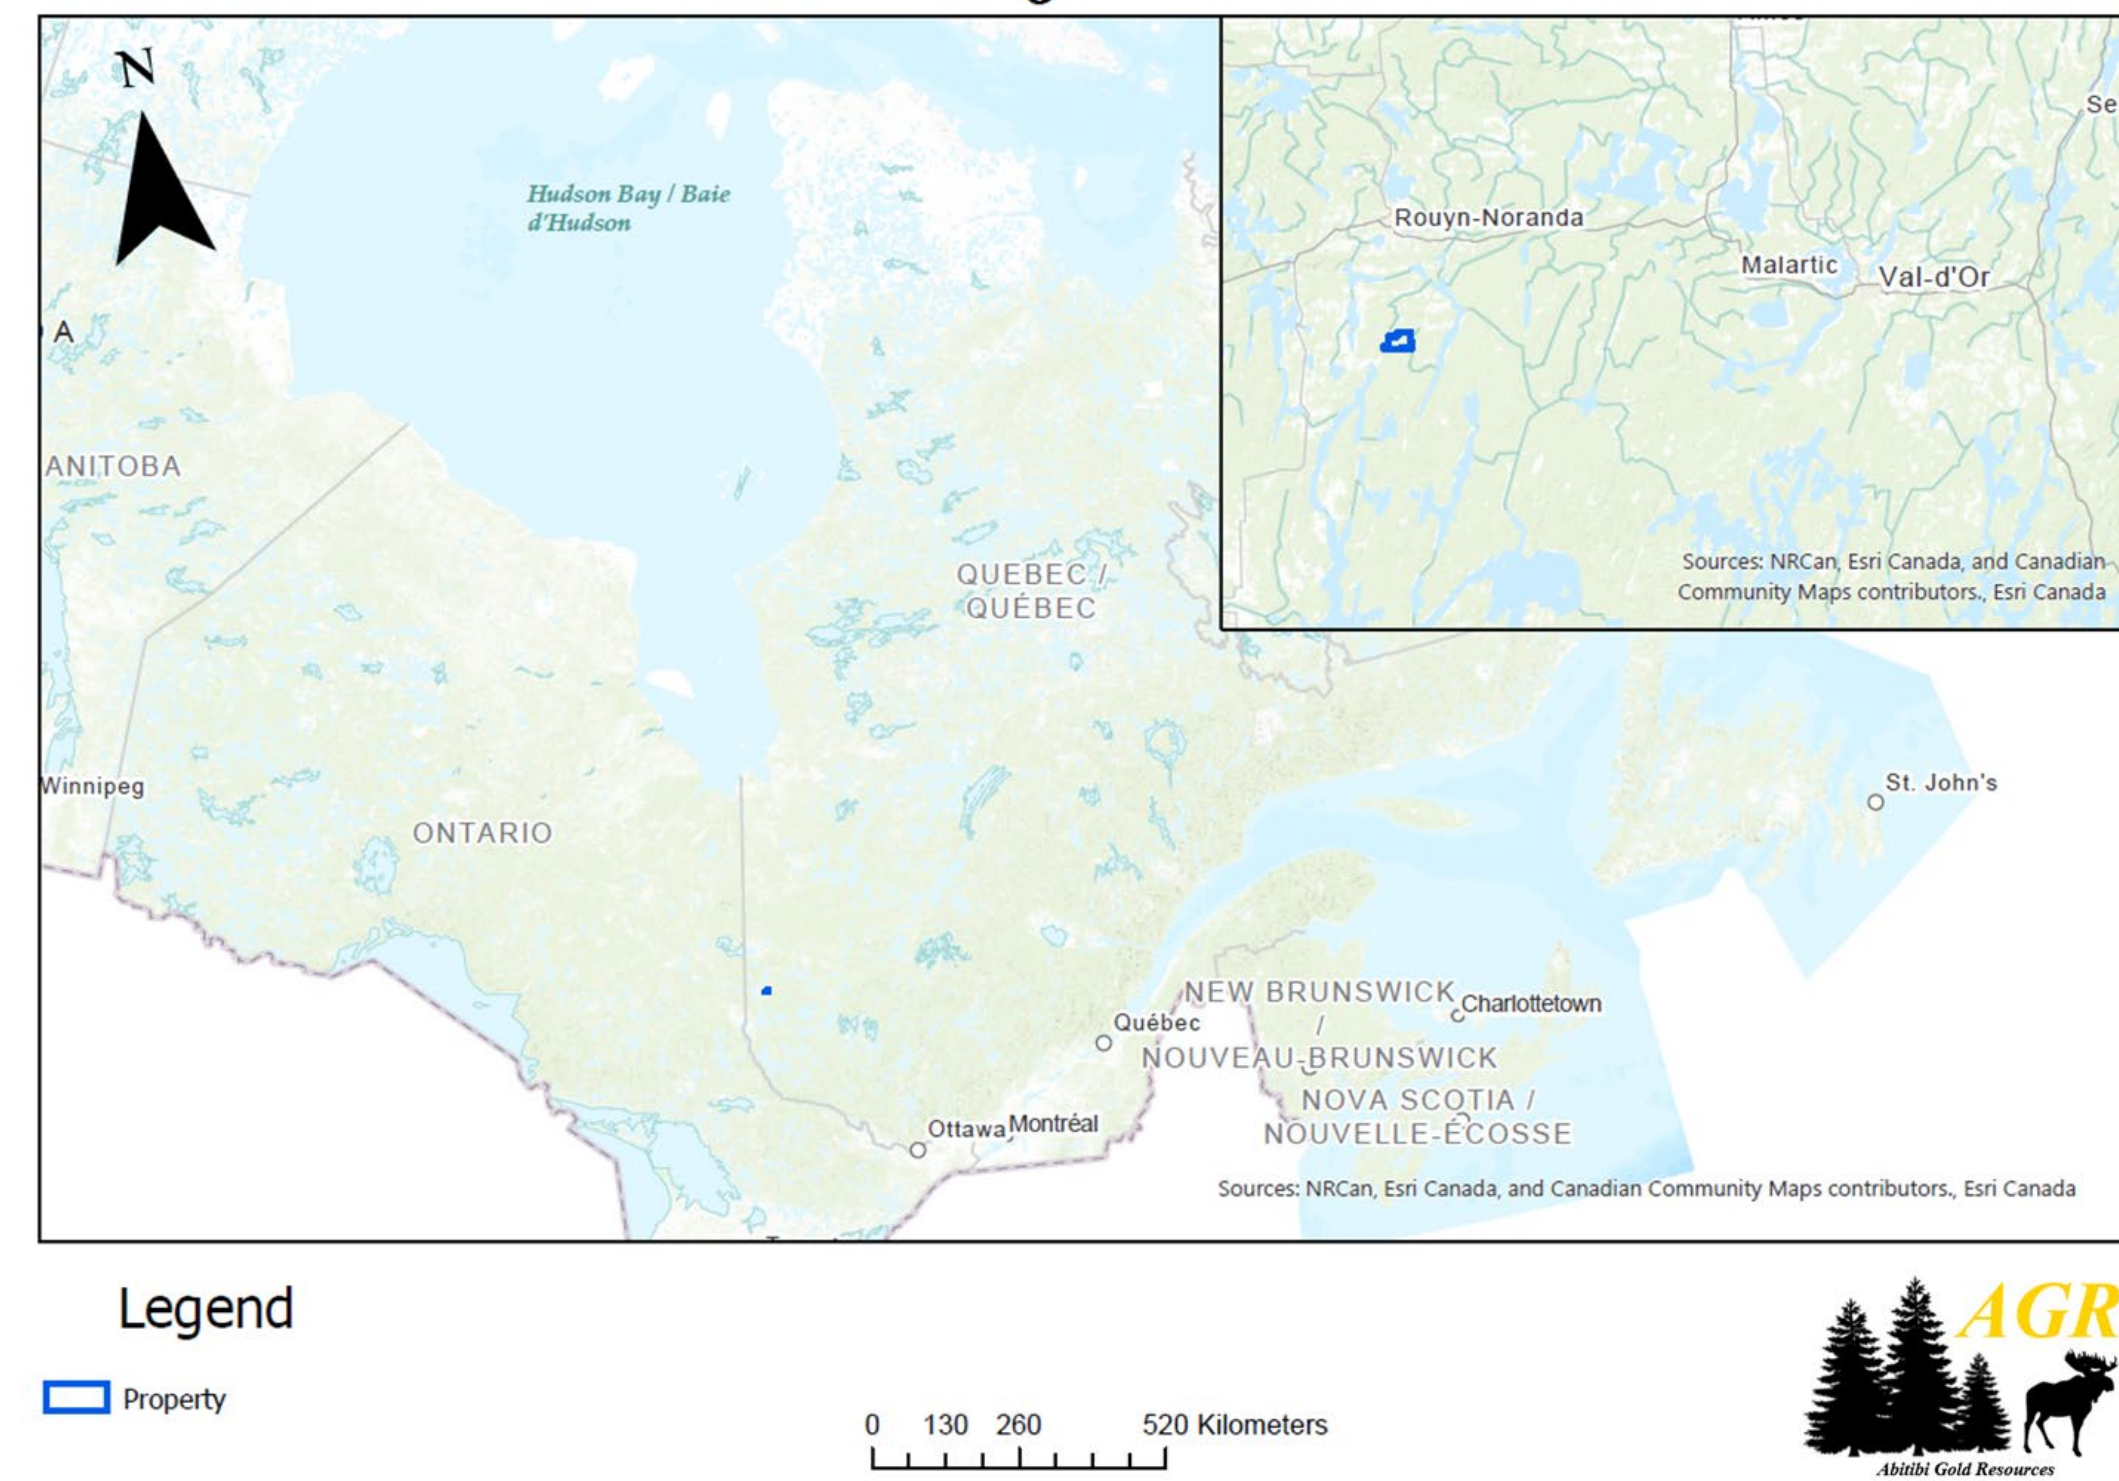 N
Hudson Bay / Baie
d'Hudson
A
ANITOBA
QUEBEC /
QUÉBEC
Winnipeg
ONTARIO
St. John's
NEW BRUNSWICK
/
NOUVEAU-BRUNSWICK
Charlottetown
Québec
NOVA SCOTIA /
NOUVELLE-ÉCOSSE
Ottawa
Montréal
Sources: NRCan, Esri Canada, and Canadian Community Maps contributors., Esri Canada
Se
Rouyn-Noranda
Malartic
Val-d'Or
Sources: NRCan, Esri Canada, and Canadian
Community Maps contributors., Esri Canada
Legend
Property
0 130 260 520 Kilometers
AGR
Abitibi Gold Resources